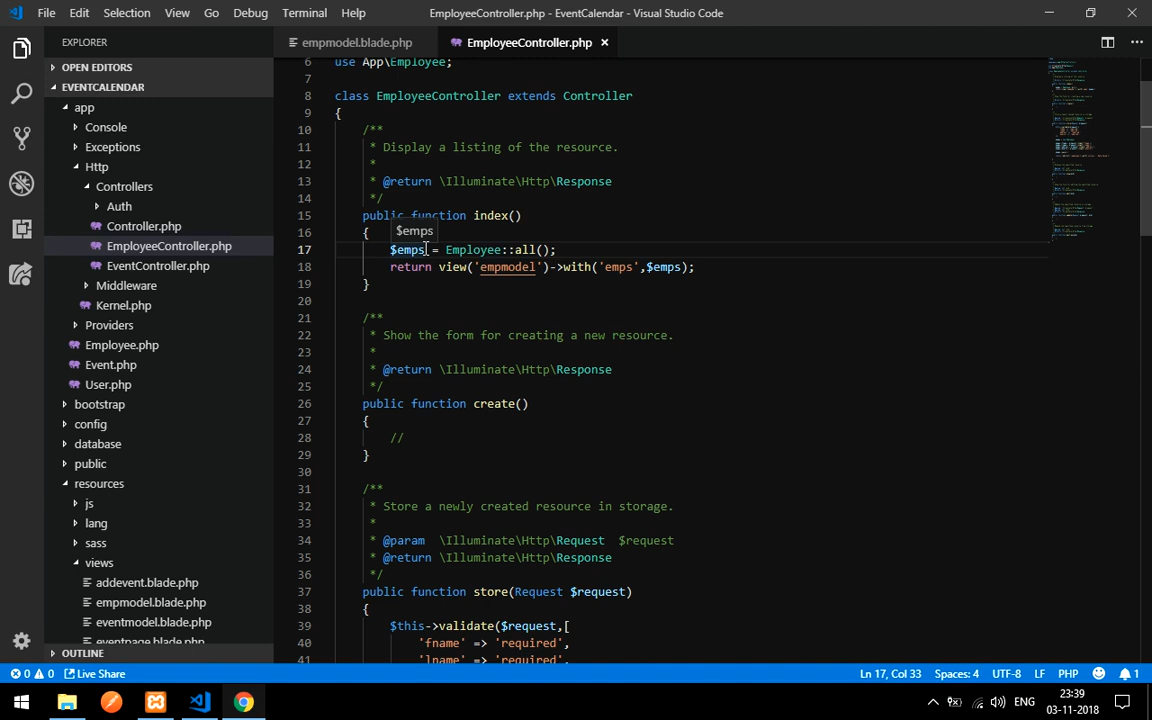 File Edit Selection View Go Debug Terminal Help EmployeeController.php - EventCalendar - Visual Studio Code
EXPLORER
OPEN EDITORS
EVENTCALENDAR
app
Console
Exceptions
Http
Controllers
Auth
Controller.php
EmployeeController.php
EventController.php
Middleware
Kernel.php
Providers
Employee.php
Event.php
User.php
bootstrap
config
database
public
resources
js
lang
sass
views
addevent.blade.php
empmodel.blade.php
eventmodel.blade.php
eventpage.blade.php
OUTLINE
empmodel.blade.php EmployeeController.php
6 use App\Employee;
7
8 class EmployeeController extends Controller
9 {
10 /**
11 * Display a listing of the resource.
12 *
13 * @return \Illuminate\Http\Response
14 */
15 public function index()
$emps
16 {
17 $emps = Employee::all();
18 return view('empmodel')->with('emps',$emps);
19 }
20
21 /**
22 * Show the form for creating a new resource.
23 *
24 * @return \Illuminate\Http\Response
25 */
26 public function create()
27 {
28 //
29 }
30
31 /**
32 * Store a newly created resource in storage.
33 *
34 * @param \Illuminate\Http\Request $request
35 * @return \Illuminate\Http\Response
36 */
37 public function store(Request $request)
38 {
39 $this->validate($request,[
40 'fname' => 'required',
41 'lname' => 'required',
0 0 Live Share Ln 17, Col 33 Spaces: 4 UTF-8 LF PHP 1
ENG
23:39
03-11-2018